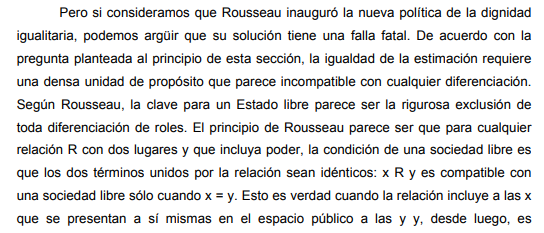 Pero si consideramos que Rousseau inauguró la nueva política de la dignidad
igualitaria, podemos argüir que su solución tiene una falla fatal. De acuerdo con la
pregunta planteada al principio de esta sección, la igualdad de la estimación requiere
una densa unidad de propósito que parece incompatible con cualquier diferenciación.
Según Rousseau, la clave para un Estado libre parece ser la rigurosa exclusión de
toda diferenciación de roles. El principio de Rousseau parece ser que para cualquier
relación R con dos lugares y que incluya poder, la condición de una sociedad libre es
que los dos términos unidos por la relación sean idénticos: x R y es compatible con
una sociedad libre sólo cuando x = y. Esto es verdad cuando la relación incluye a las x
que se presentan a sí mismas en el espacio público a las y y, desde luego, es